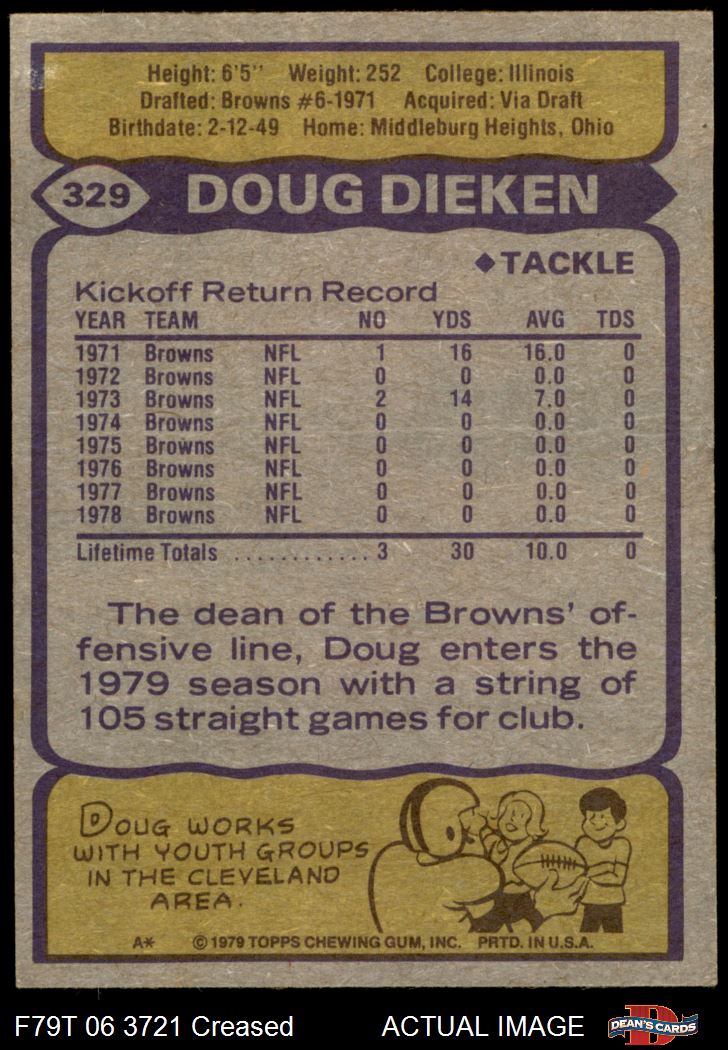 Height: 6'5'' Weight: 252 College: Illinois
Drafted: Browns #6-1971 Acquired: Via Draft
Birthdate: 2-12-49 Home: Middleburg Heights, Ohio
329 DOUG DIEKEN
◆TACKLE
Kickoff Return Record
YEAR TEAM NO YDS AVG TDS
1971 Browns NFL 1 16 16.0 0
1972 Browns NFL 0 0 0.0 0
1973 Browns NFL 2 14 7.0 0
1974 Browns NFL 0 0 0.0 0
1975 Browns NFL 0 0 0.0 0
1976 Browns NFL 0 0 0.0 0
1977 Browns NFL 0 0 0.0 0
1978 Browns NFL 0 0 0.0 0
Lifetime Totals ............ 3 30 10.0 0
The dean of the Browns' of-
fensive line, Doug enters the
1979 season with a string of
105 straight games for club.
DOUG WORKS
WITH YOUTH GROUPS
IN THE CLEVELAND
AREA.
A* © 1979 TOPPS CHEWING GUM, INC. PRTD. IN U.S.A.
F79T 06 3721 Creased ACTUAL IMAGE D DEAN'S CARDS